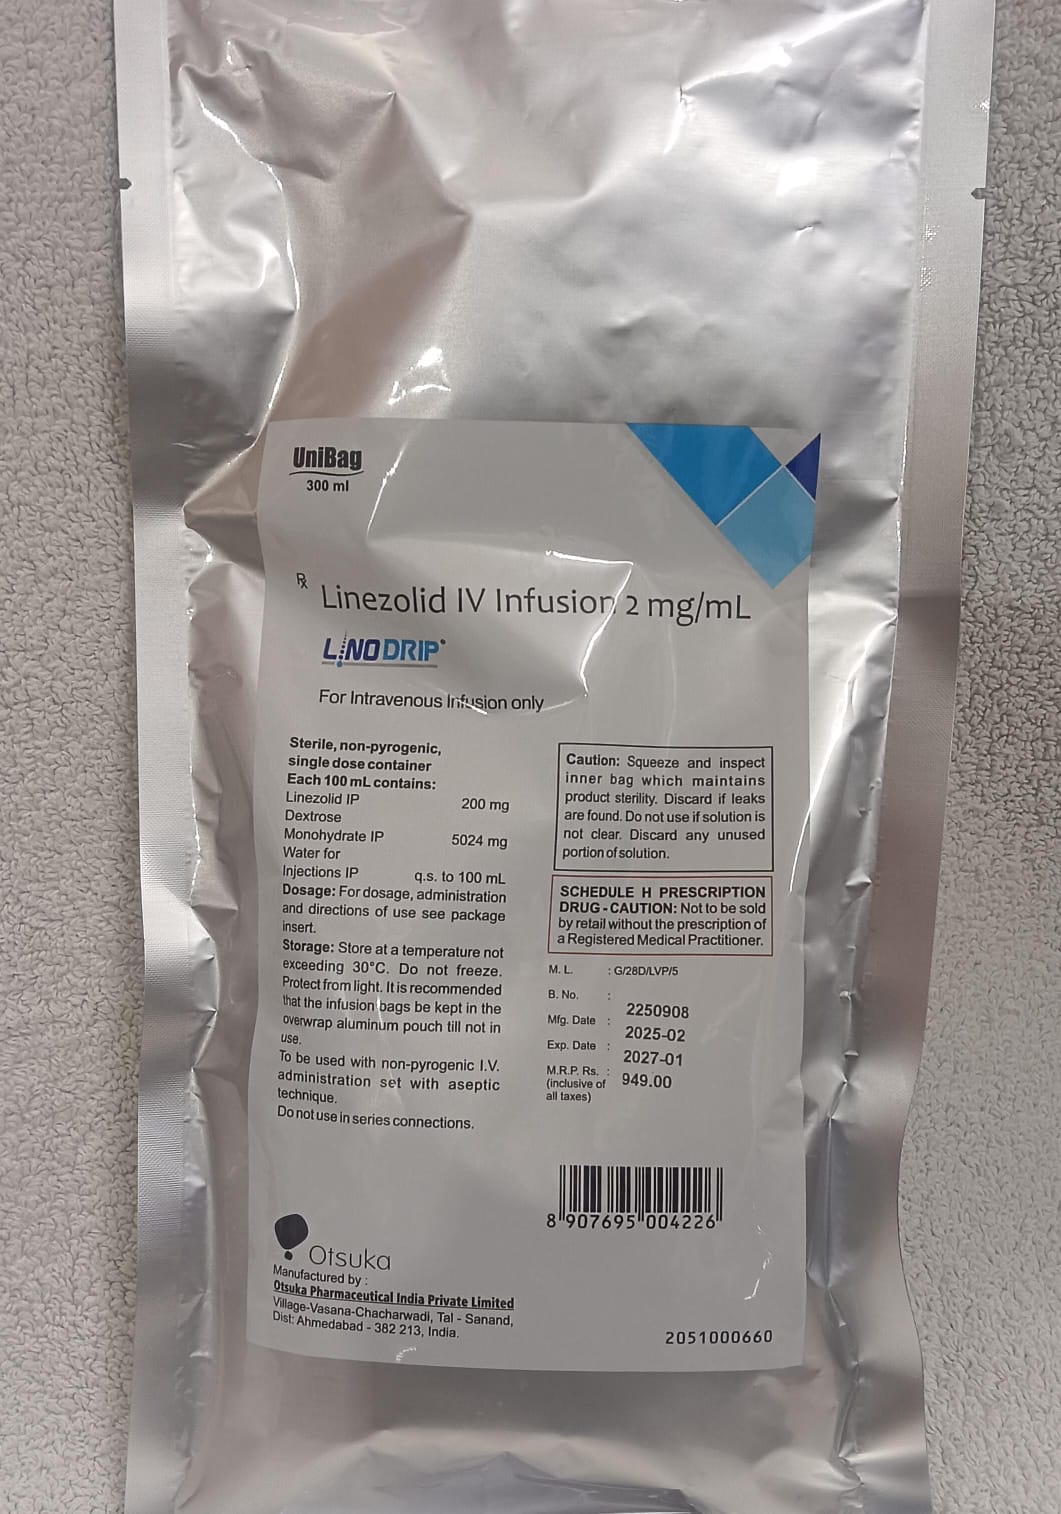 UniBag
300 ml
Rx Linezolid IV Infusion 2 mg/mL
LINODRIP®
For Intravenous Infusion only
Sterile, non-pyrogenic,
single dose container
Each 100 mL contains:
Linezolid IP 200 mg
Dextrose
Monohydrate IP 5024 mg
Water for
Injections IP q.s. to 100 mL
Dosage: For dosage, administration
and directions of use see package
insert.
Storage: Store at a temperature not
exceeding 30°C. Do not freeze.
Protect from light. It is recommended
that the infusion bags be kept in the
overwrap aluminum pouch till not in
use.
To be used with non-pyrogenic I.V.
administration set with aseptic
technique.
Do not use in series connections.
Caution: Squeeze and inspect
inner bag which maintains
product sterility. Discard if leaks
are found. Do not use if solution is
not clear. Discard any unused
portion of solution.
SCHEDULE H PRESCRIPTION
DRUG - CAUTION: Not to be sold
by retail without the prescription of
a Registered Medical Practitioner.
M. L. : G/28D/LVP/5
B. No. : 2250908
Mfg. Date : 2025-02
Exp. Date : 2027-01
M.R.P. Rs. : 949.00
(inclusive of
all taxes)
8 907695 004226
Otsuka
Manufactured by :
Otsuka Pharmaceutical India Private Limited
Village-Vasana-Chacharwadi, Tal - Sanand,
Dist: Ahmedabad - 382 213, India.
2051000660